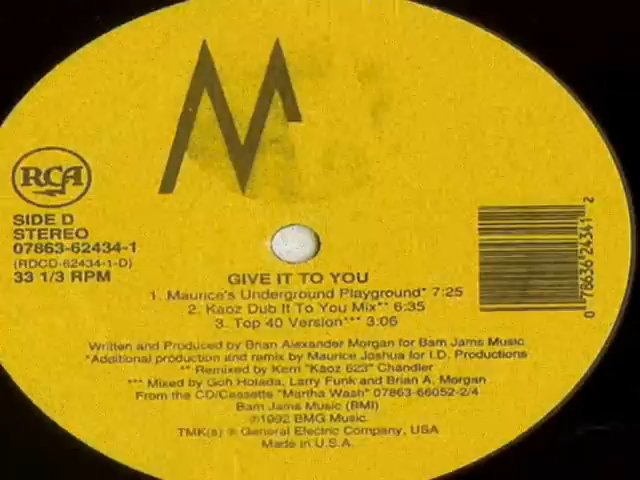 M
RCA
SIDE D
STEREO
07863-62434-1
(RDCD-62434-1-D)
33 1/3 RPM
0 78636 24341 2
GIVE IT TO YOU
1. Maurice's Underground Playground* 7:25
2. Kaoz Dub It To You Mix** 6:35
3. Top 40 Version*** 3:06
Written and Produced by Brian Alexander Morgan for Bam Jams Music
*Additional production and remix by Maurice Joshua for I.D. Productions
** Remixed by Kerri "Kaoz 623" Chandler
*** Mixed by Goh Hotoda, Larry Funk and Brian A. Morgan
From the CD/Cassette "Martha Wash" 07863-66052-2/4
Bam Jams Music (BMI)
℗1992 BMG Music
TMK(s) ® General Electric Company, USA
Made in U.S.A.